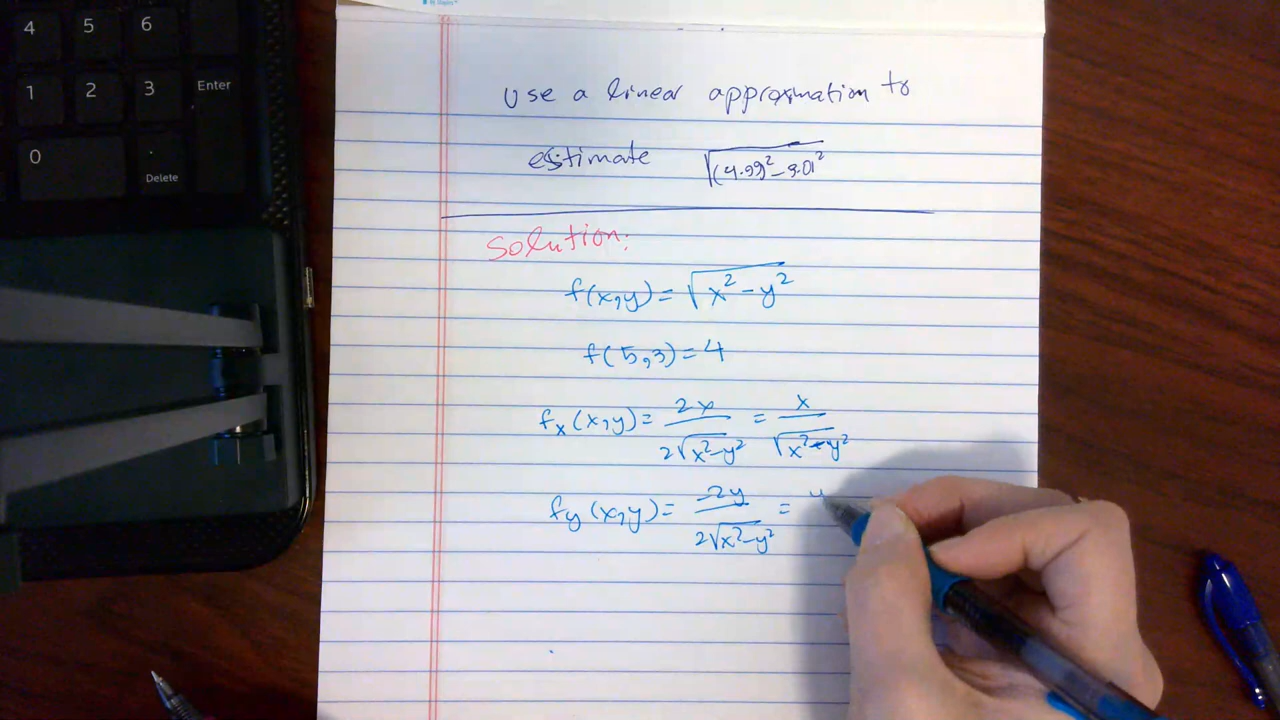 4 5 6
1 2 3 Enter
0 Delete
Use a linear approximation to
estimate √((4.99)² - 3.01²
Solution:
f(x,y) = √(x² - y²)
f(5,3) = 4
fₓ(x,y) = 2x / 2√(x²-y²) = x / √(x²-y²)
f_y(x,y) = -2y / 2√(x²-y²) =